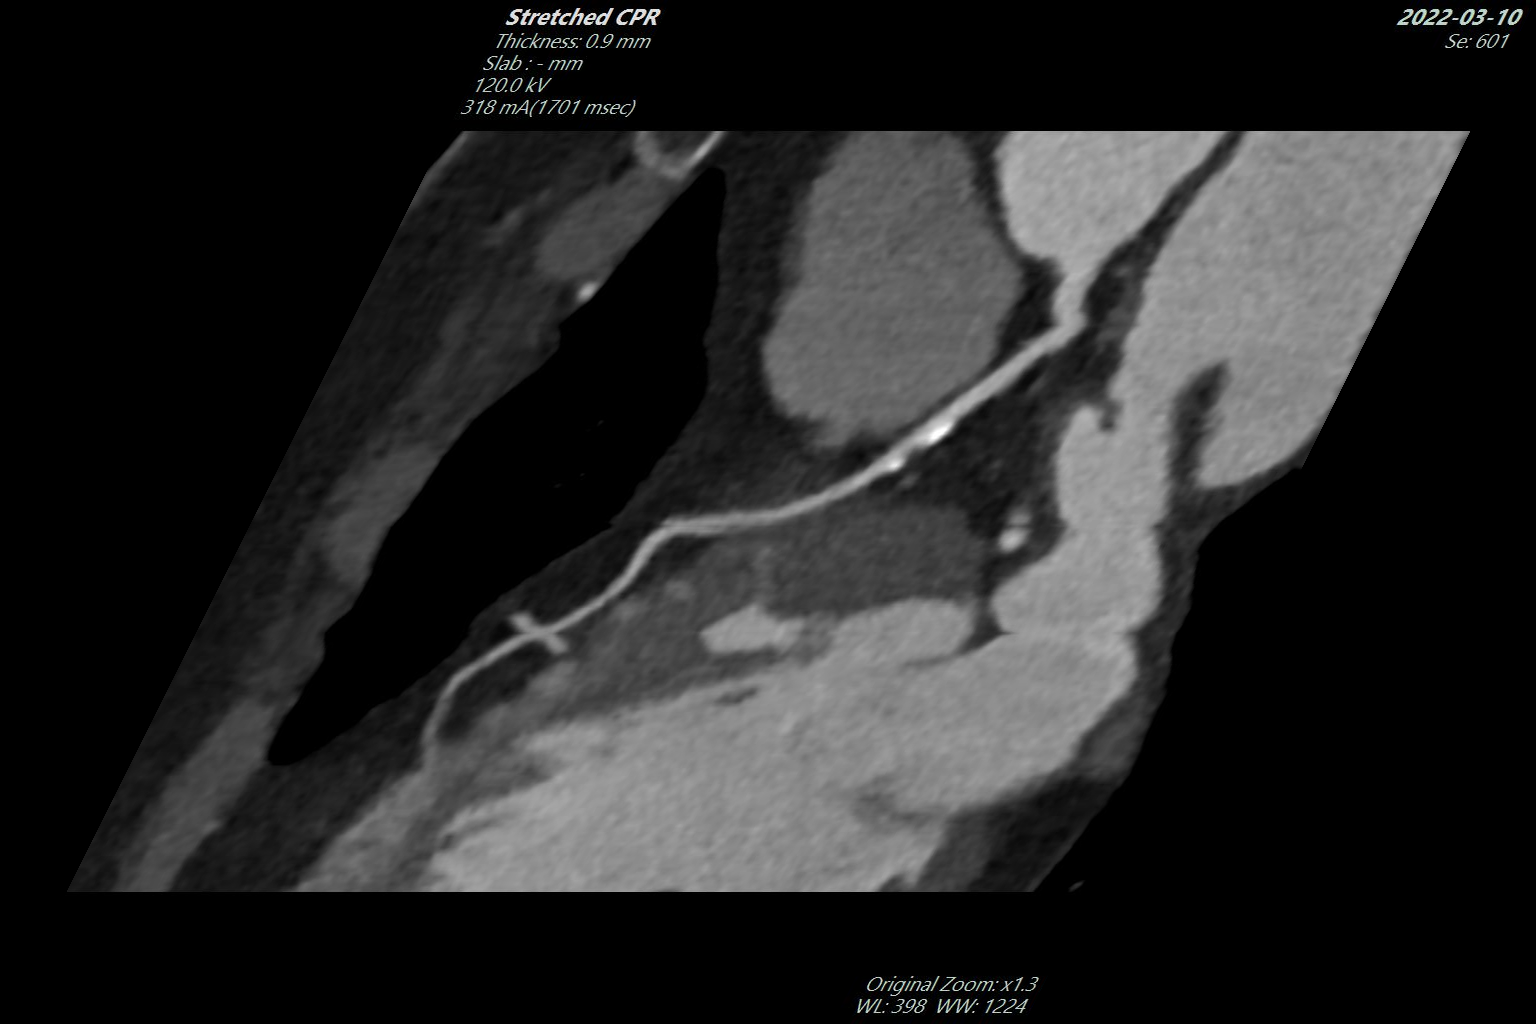 Stretched CPR
Thickness: 0.9 mm
Slab : - mm
120.0 kV
318 mA(1701 msec)
2022-03-10
Se: 601
Original Zoom: x1.3
WL: 398 WW: 1224